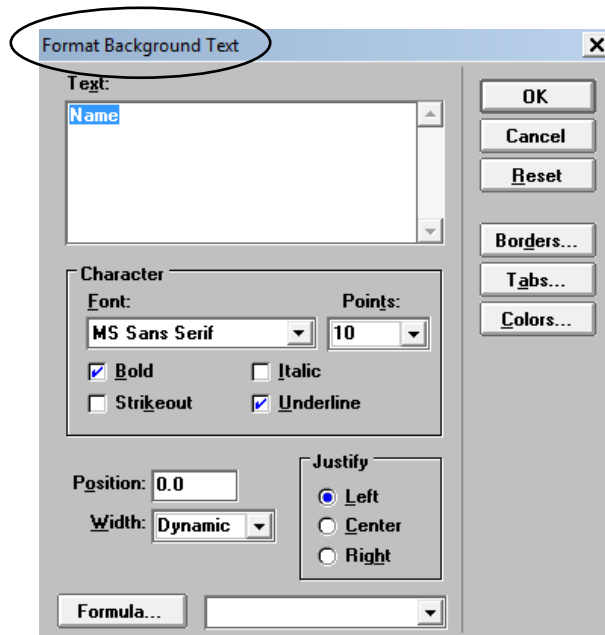 Format Background Text
Text:
Name
OK
Cancel
Reset
Borders...
Tabs...
Colors...
Character
Font:
Points:
MS Sans Serif
10
Bold
Italic
Strikeout
Underline
Position: 0.0
Width: Dynamic
Justify
Left
Center
Right
Formula...